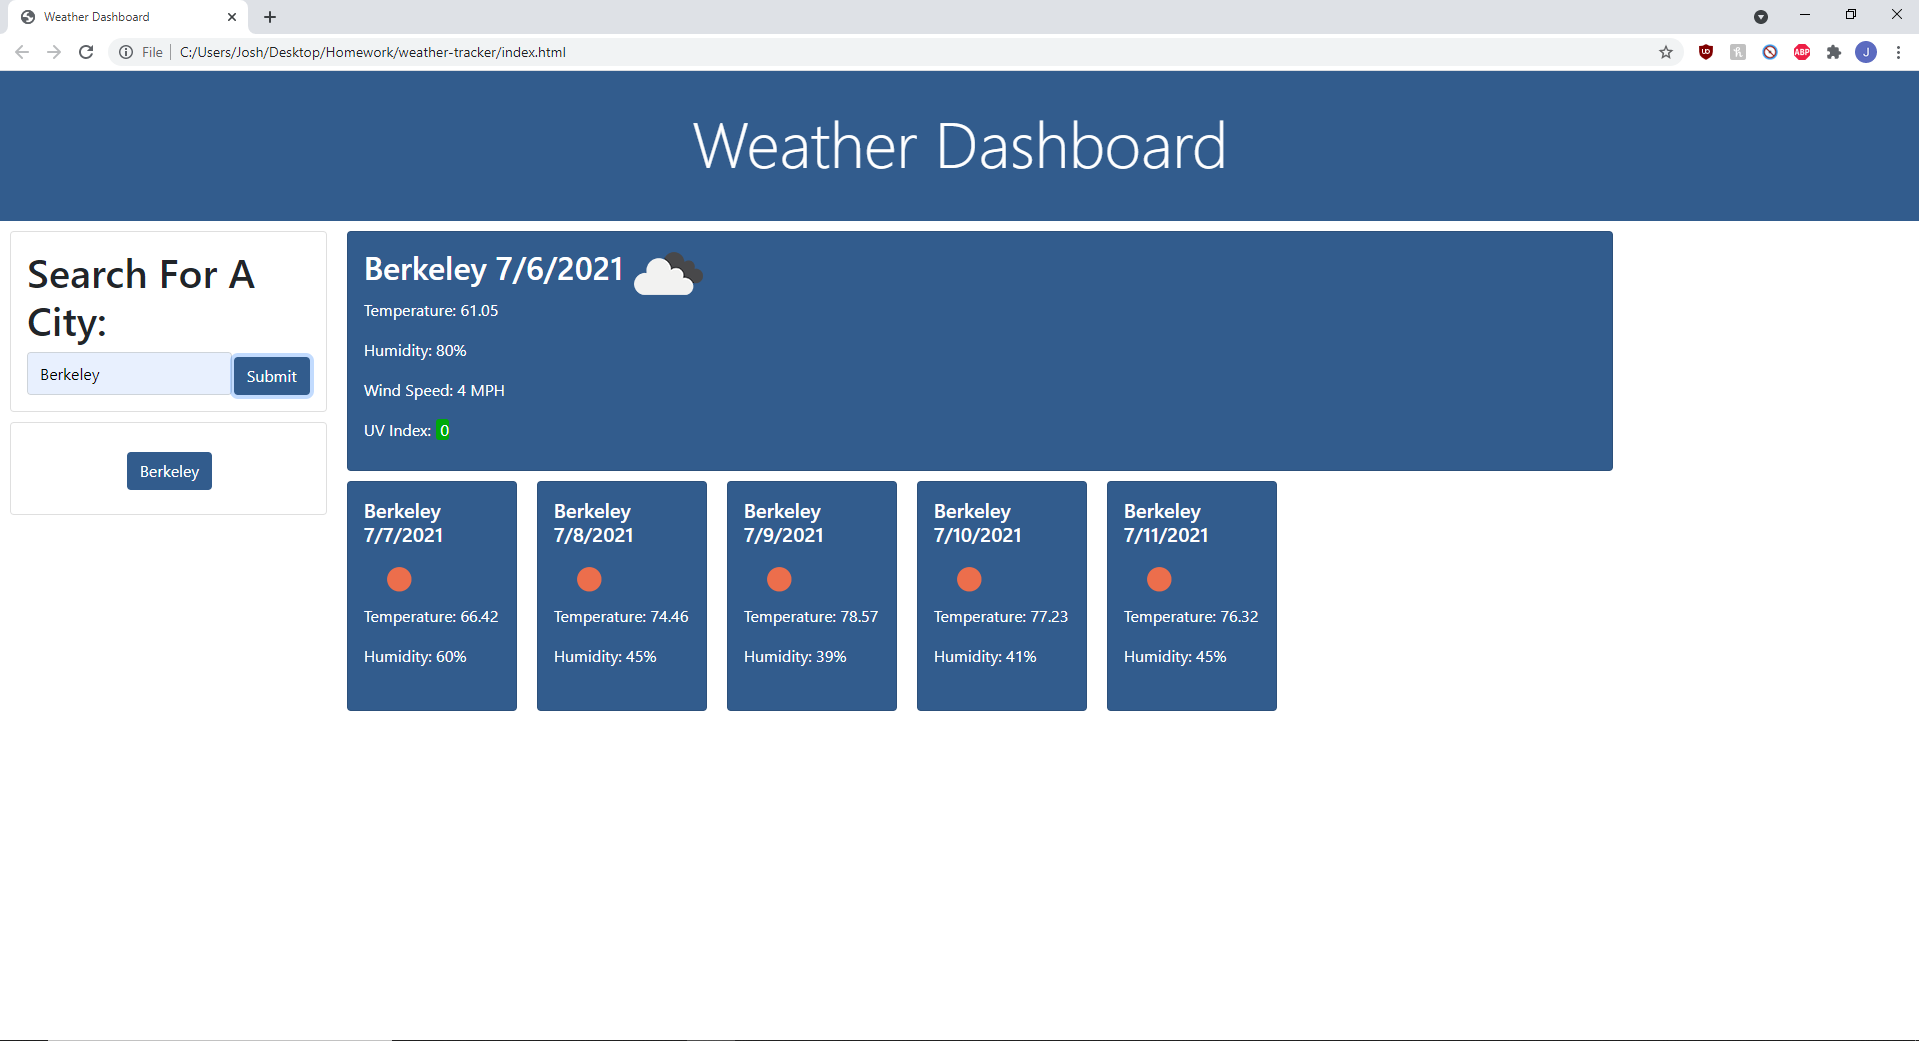 Weather Dashboard
File C:/Users/Josh/Desktop/Homework/weather-tracker/index.html
ABP
J
Weather Dashboard
Search For A
City:
Berkeley Submit
Berkeley
Berkeley 7/6/2021
Temperature: 61.05
Humidity: 80%
Wind Speed: 4 MPH
UV Index: 0
Berkeley
7/7/2021
Temperature: 66.42
Humidity: 60%
Berkeley
7/8/2021
Temperature: 74.46
Humidity: 45%
Berkeley
7/9/2021
Temperature: 78.57
Humidity: 39%
Berkeley
7/10/2021
Temperature: 77.23
Humidity: 41%
Berkeley
7/11/2021
Temperature: 76.32
Humidity: 45%